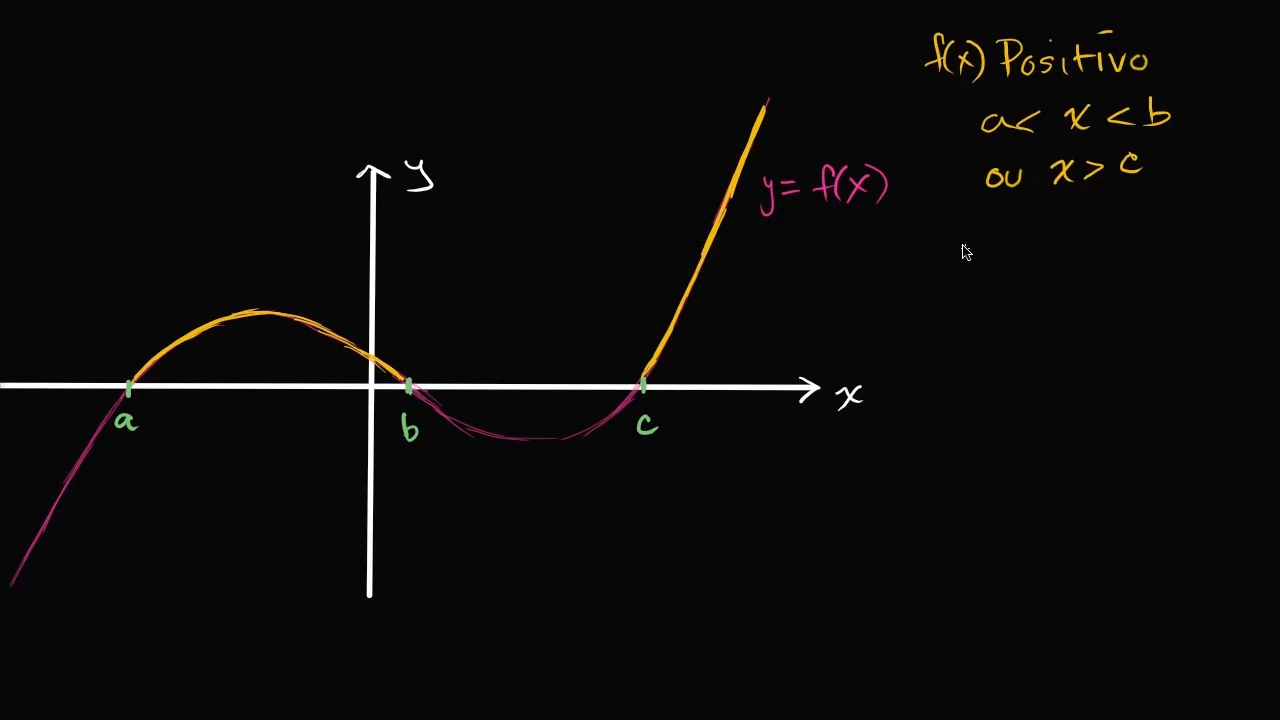 f(x) Positivo
a < x < b
ou x > c
y
y = f(x)
x
a
b
c